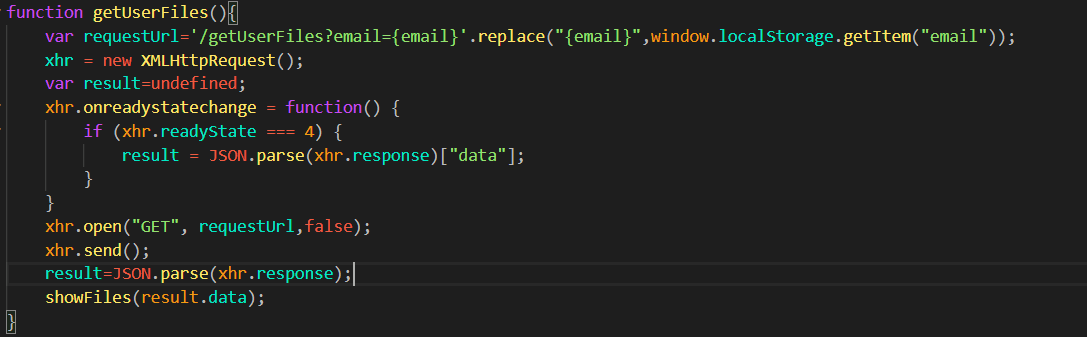 function getUserFiles(){
    var requestUrl='/getUserFiles?email={email}'.replace("{email}",window.localStorage.getItem("email"));
    xhr = new XMLHttpRequest();
    var result=undefined;
    xhr.onreadystatechange = function() {
        if (xhr.readyState === 4) {
            result = JSON.parse(xhr.response)["data"];
        }
    }
    xhr.open("GET", requestUrl,false);
    xhr.send();
    result=JSON.parse(xhr.response);
    showFiles(result.data);
}